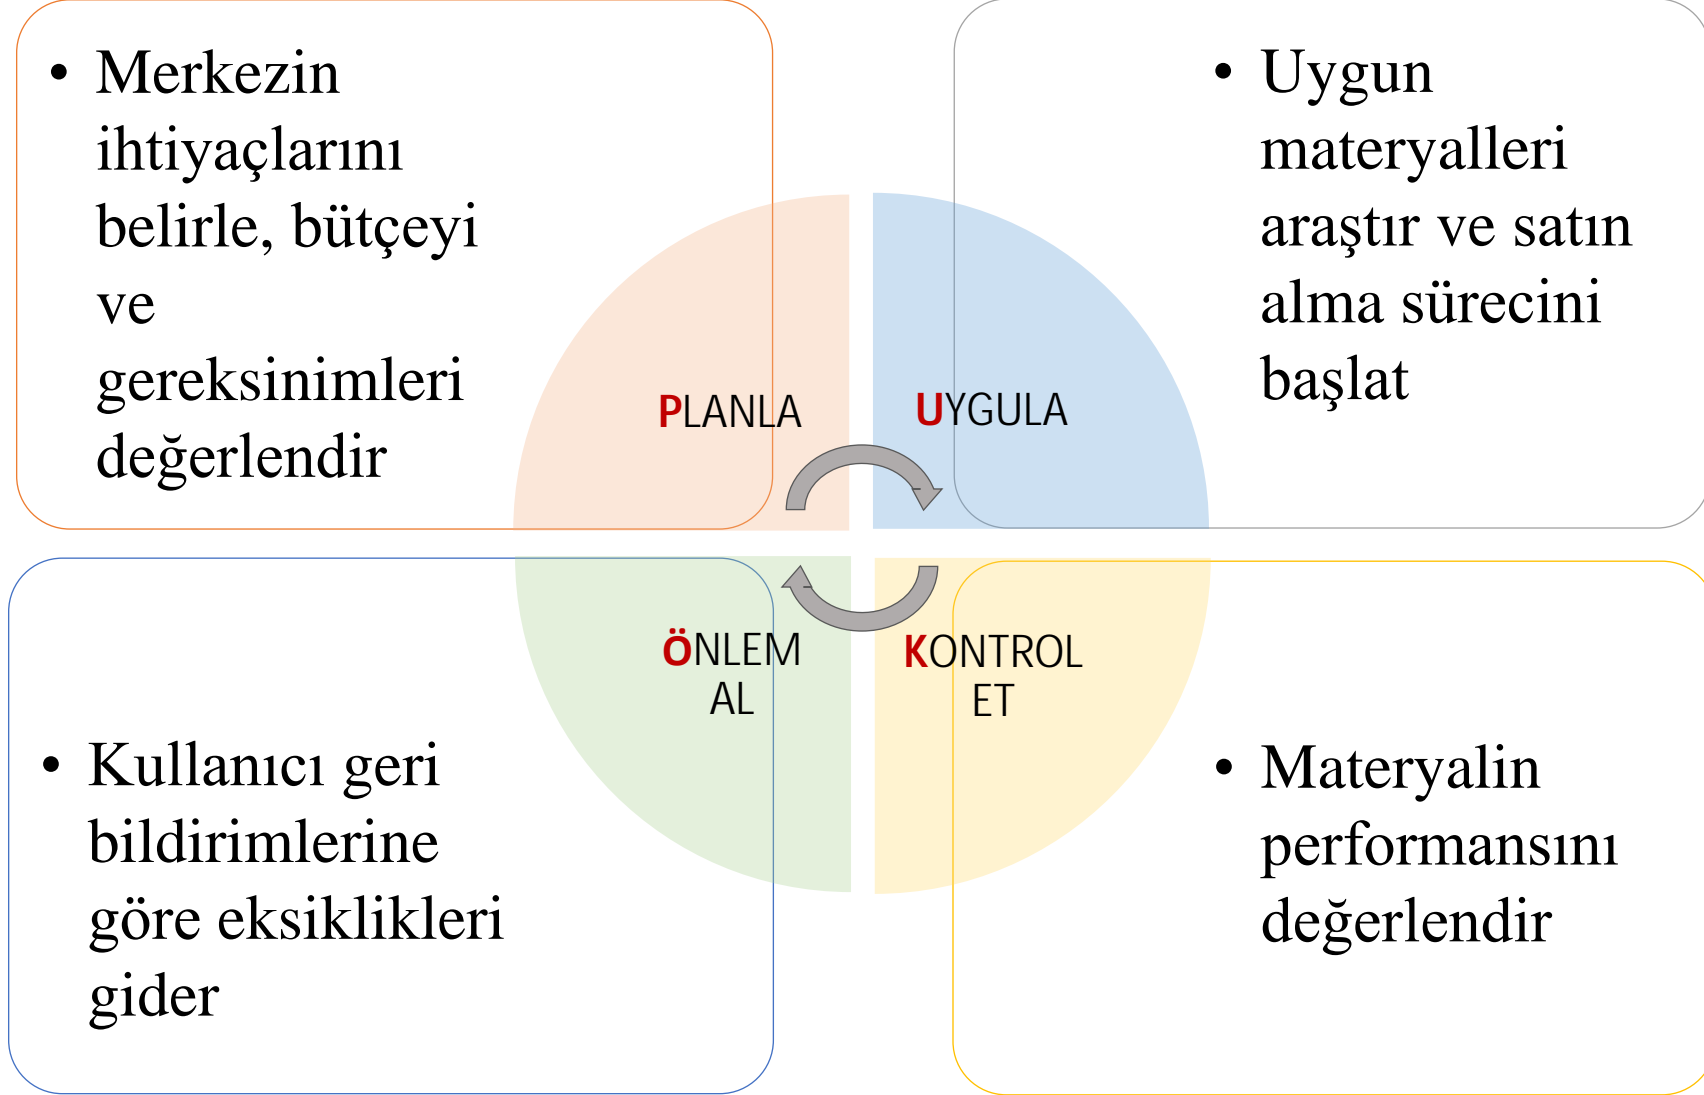 • Merkezin
ihtiyaçlarını
belirle, bütçeyi
ve
gereksinimleri
değerlendir
• Uygun
materyalleri
araştır ve satın
alma sürecini
başlat
PLANLA
UYGULA
ÖNLEM
AL
KONTROL
ET
• Kullanıcı geri
bildirimlerine
göre eksiklikleri
gider
• Materyalin
performansını
değerlendir